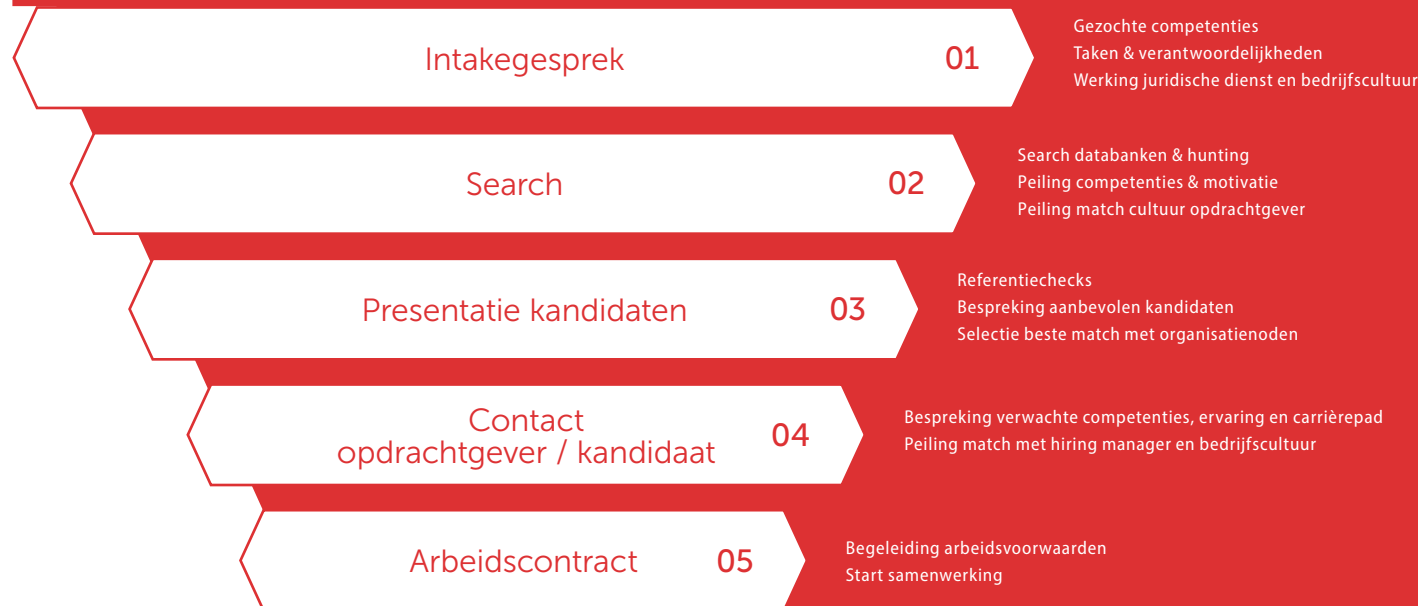 Intakegesprek 01
Gezochte competenties
Taken & verantwoordelijkheden
Werking juridische dienst en bedrijfscultuur
Search 02
Search databanken & hunting
Peiling competenties & motivatie
Peiling match cultuur opdrachtgever
Presentatie kandidaten 03
Referentiechecks
Bespreking aanbevolen kandidaten
Selectie beste match met organisatienoden
Contact
opdrachtgever / kandidaat 04
Bespreking verwachte competenties, ervaring en carrièrepad
Peiling match met hiring manager en bedrijfscultuur
Arbeidscontract 05
Begeleiding arbeidsvoorwaarden
Start samenwerking